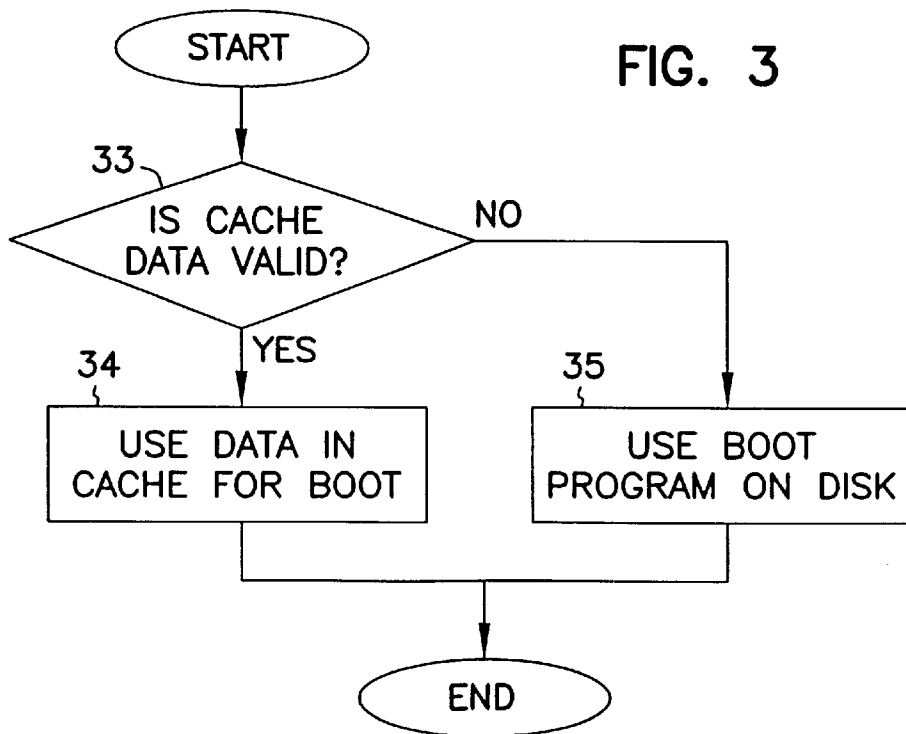 START
FIG. 3
33
IS CACHE
DATA VALID?
NO
YES
34
USE DATA IN
CACHE FOR BOOT
35
USE BOOT
PROGRAM ON DISK
END